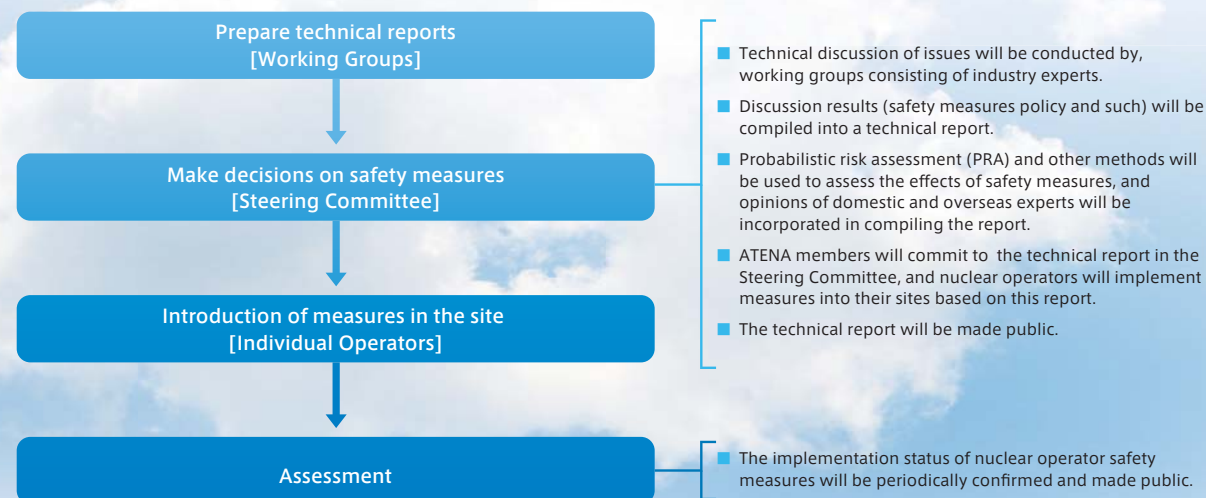 Prepare technical reports
[Working Groups]
Make decisions on safety measures
[Steering Committee]
Introduction of measures in the site
[Individual Operators]
Assessment
■ Technical discussion of issues will be conducted by,
working groups consisting of industry experts.
■ Discussion results (safety measures policy and such) will be
compiled into a technical report.
■ Probabilistic risk assessment (PRA) and other methods will
be used to assess the effects of safety measures, and
opinions of domestic and overseas experts will be
incorporated in compiling the report.
■ ATENA members will commit to the technical report in the
Steering Committee, and nuclear operators will implement
measures into their sites based on this report.
■ The technical report will be made public.
■ The implementation status of nuclear operator safety
measures will be periodically confirmed and made public.